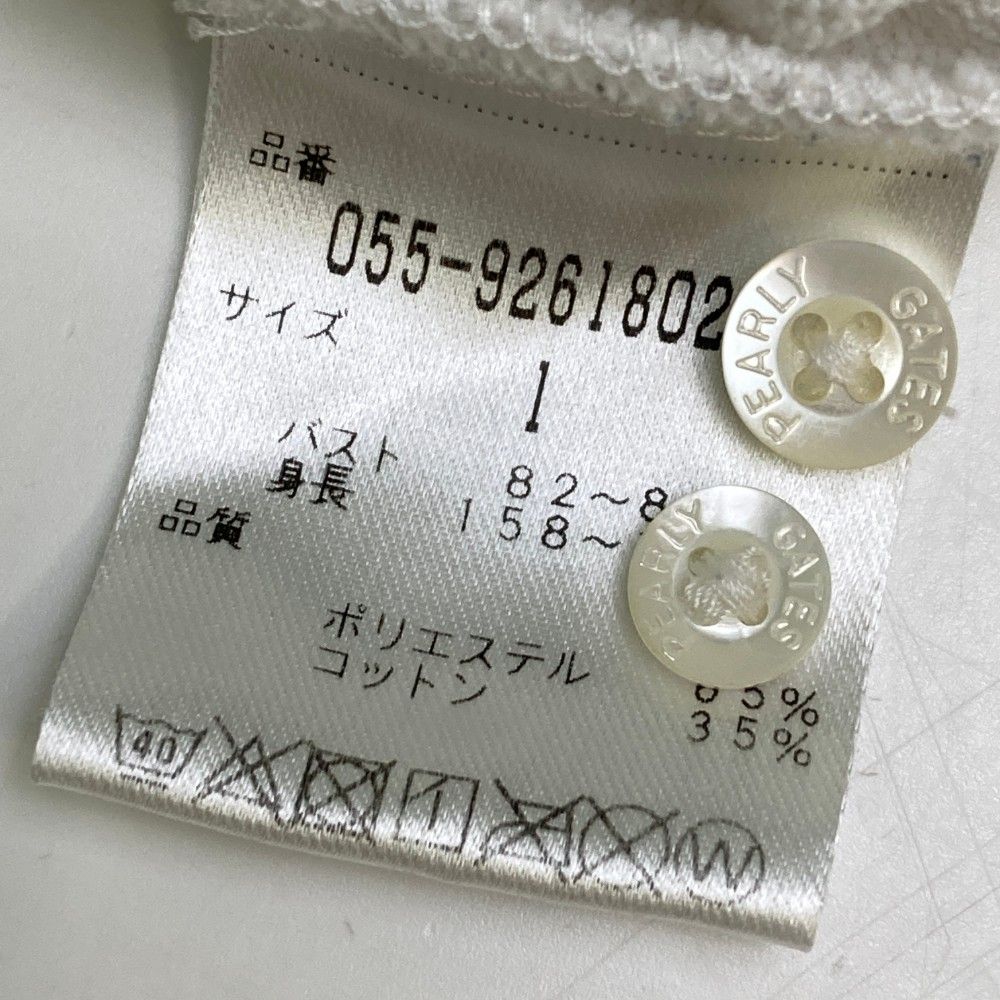 品番
055-9261802
サイズ
1
バスト 82～8
身長 158～
品質
ポリエステル 65%
コットン 35%
40
W
PEARLY GATES
PEARLY GATES